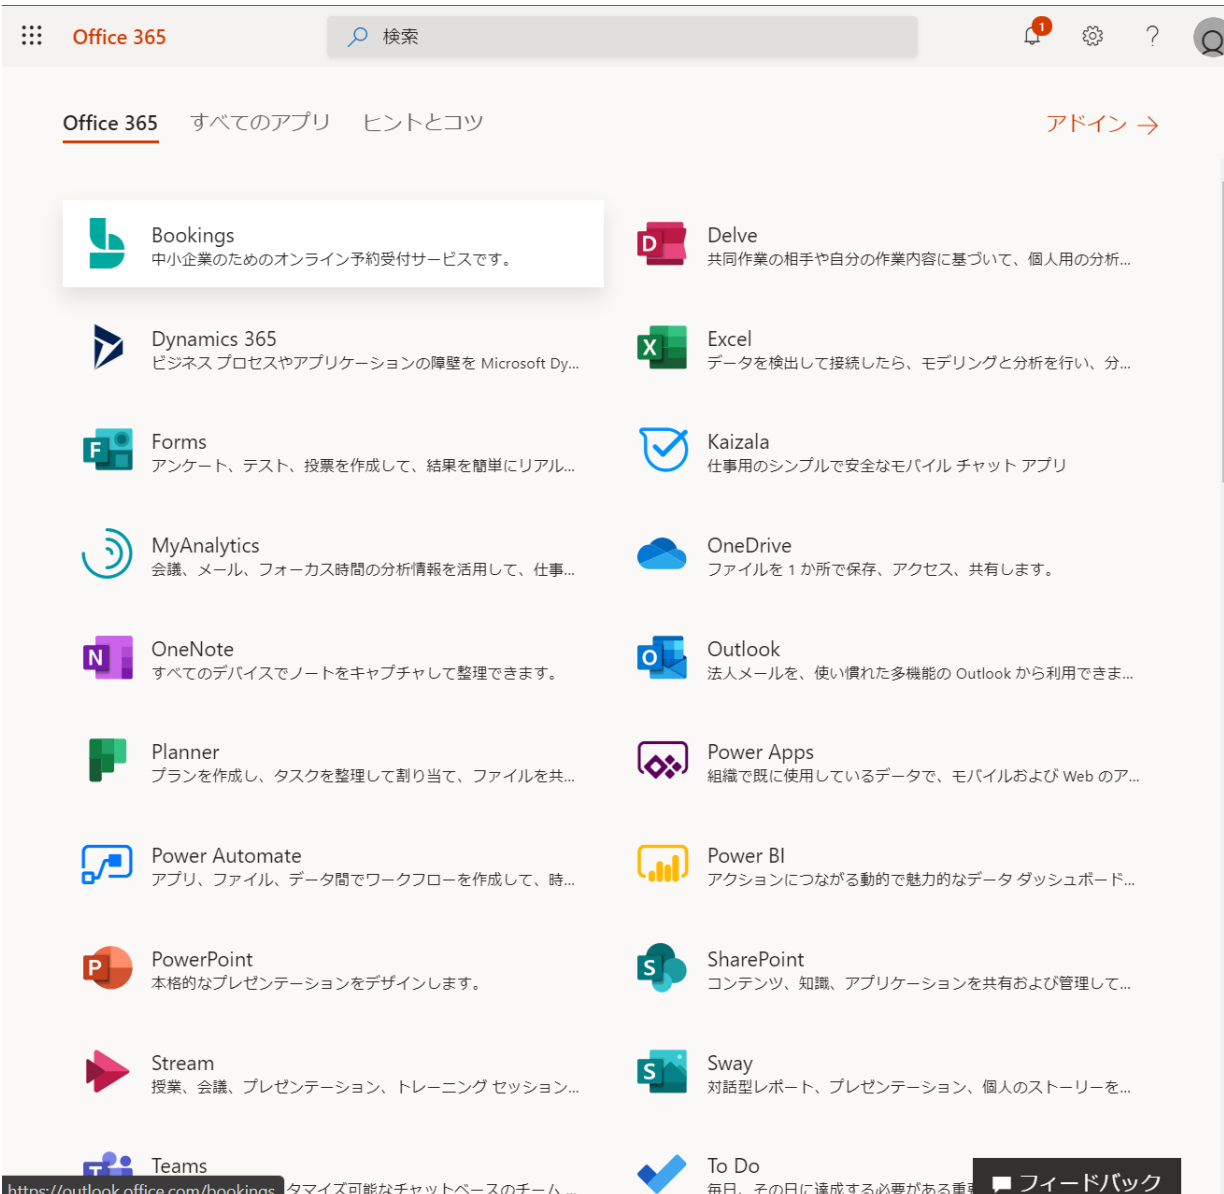 Office 365
検索
1
Office 365 すべてのアプリ ヒントとコツ アドイン →
Bookings
中小企業のためのオンライン予約受付サービスです。
Delve
共同作業の相手や自分の作業内容に基づいて、個人用の分析...
Dynamics 365
ビジネス プロセスやアプリケーションの障壁を Microsoft Dy...
Excel
データを検出して接続したら、モデリングと分析を行い、分...
Forms
アンケート、テスト、投票を作成して、結果を簡単にリアル...
Kaizala
仕事用のシンプルで安全なモバイル チャット アプリ
MyAnalytics
会議、メール、フォーカス時間の分析情報を活用して、仕事...
OneDrive
ファイルを 1 か所で保存、アクセス、共有します。
OneNote
すべてのデバイスでノートをキャプチャして整理できます。
Outlook
法人メールを、使い慣れた多機能の Outlook から利用できま...
Planner
プランを作成し、タスクを整理して割り当て、ファイルを共...
Power Apps
組織で既に使用しているデータで、モバイルおよび Web のア...
Power Automate
アプリ、ファイル、データ間でワークフローを作成して、時...
Power BI
アクションにつながる動的で魅力的なデータ ダッシュボード...
PowerPoint
本格的なプレゼンテーションをデザインします。
SharePoint
コンテンツ、知識、アプリケーションを共有および管理して...
Stream
授業、会議、プレゼンテーション、トレーニング セッション...
Sway
対話型レポート、プレゼンテーション、個人のストーリーを...
Teams
タマイズ可能なチャットベースのチーム ...
To Do
毎日、その日に達成する必要がある重要
https://outlook.office.com/bookings
フィードバック